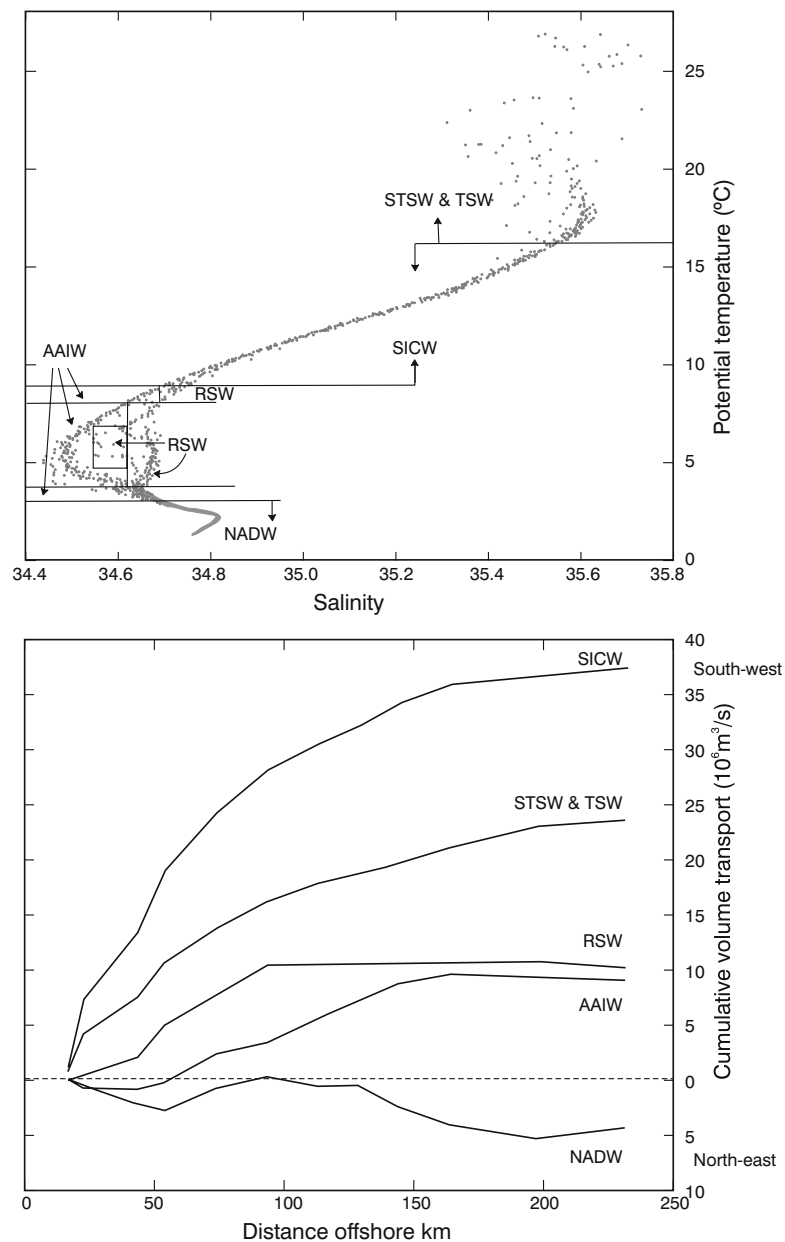 25
20
STSW & TSW
15
SICW
AAIW
10
RSW
RSW
5
NADW
0
34.4 34.6 34.8 35.0 35.2 35.4 35.6 35.8
Salinity
Potential temperature (ºC)
40
SICW
South-west
35
30
STSW & TSW
25
20
15
RSW
10
AAIW
5
0
5
NADW
North-east
10
0 50 100 150 200 250
Distance offshore km
Cumulative volume transport (10⁶m³/s)